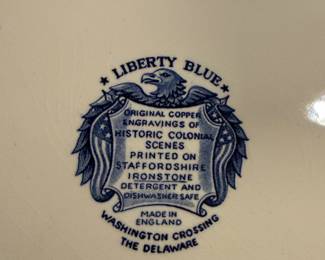 ★ LIBERTY BLUE ★
ORIGINAL COPPER
ENGRAVINGS OF
HISTORIC COLONIAL
SCENES
PRINTED ON
STAFFORDSHIRE
IRONSTONE
DETERGENT AND
DISHWASHER SAFE
MADE IN
ENGLAND
WASHINGTON CROSSING
THE DELAWARE